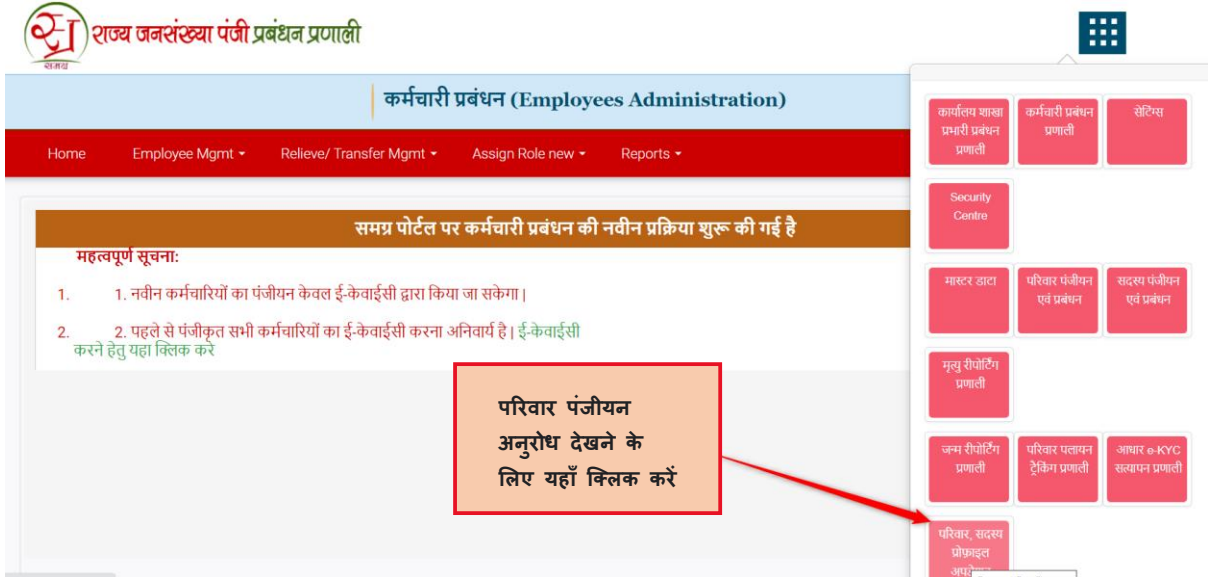 समग्र
राज्य जनसंख्या पंजी प्रबंधन प्रणाली
कर्मचारी प्रबंधन (Employees Administration)
Home Employee Mgmt Relieve/ Transfer Mgmt Assign Role new Reports
समग्र पोर्टल पर कर्मचारी प्रबंधन की नवीन प्रक्रिया शुरू की गई है
महत्वपूर्ण सूचना:
1. 1. नवीन कर्मचारियों का पंजीयन केवल ई-केवाईसी द्वारा किया जा सकेगा |
2. 2. पहले से पंजीकृत सभी कर्मचारियों का ई-केवाईसी करना अनिवार्य है | ई-केवाईसी
करने हेतु यहा क्लिक करे
परिवार पंजीयन
अनुरोध देखने के
लिए यहाँ क्लिक करें
कार्यालय शाखा
प्रभारी प्रबंधन
प्रणाली
कर्मचारी प्रबंधन
प्रणाली
सेटिंग्स
Security
Centre
मास्टर डाटा
परिवार पंजीयन
एवं प्रबंधन
सदस्य पंजीयन
एवं प्रबंधन
मृत्यु रीपोर्टिंग
प्रणाली
जन्म रीपोर्टिंग
प्रणाली
परिवार पलायन
ट्रैकिंग प्रणाली
आधार e-KYC
सत्यापन प्रणाली
परिवार, सदस्य
प्रोफ़ाइल